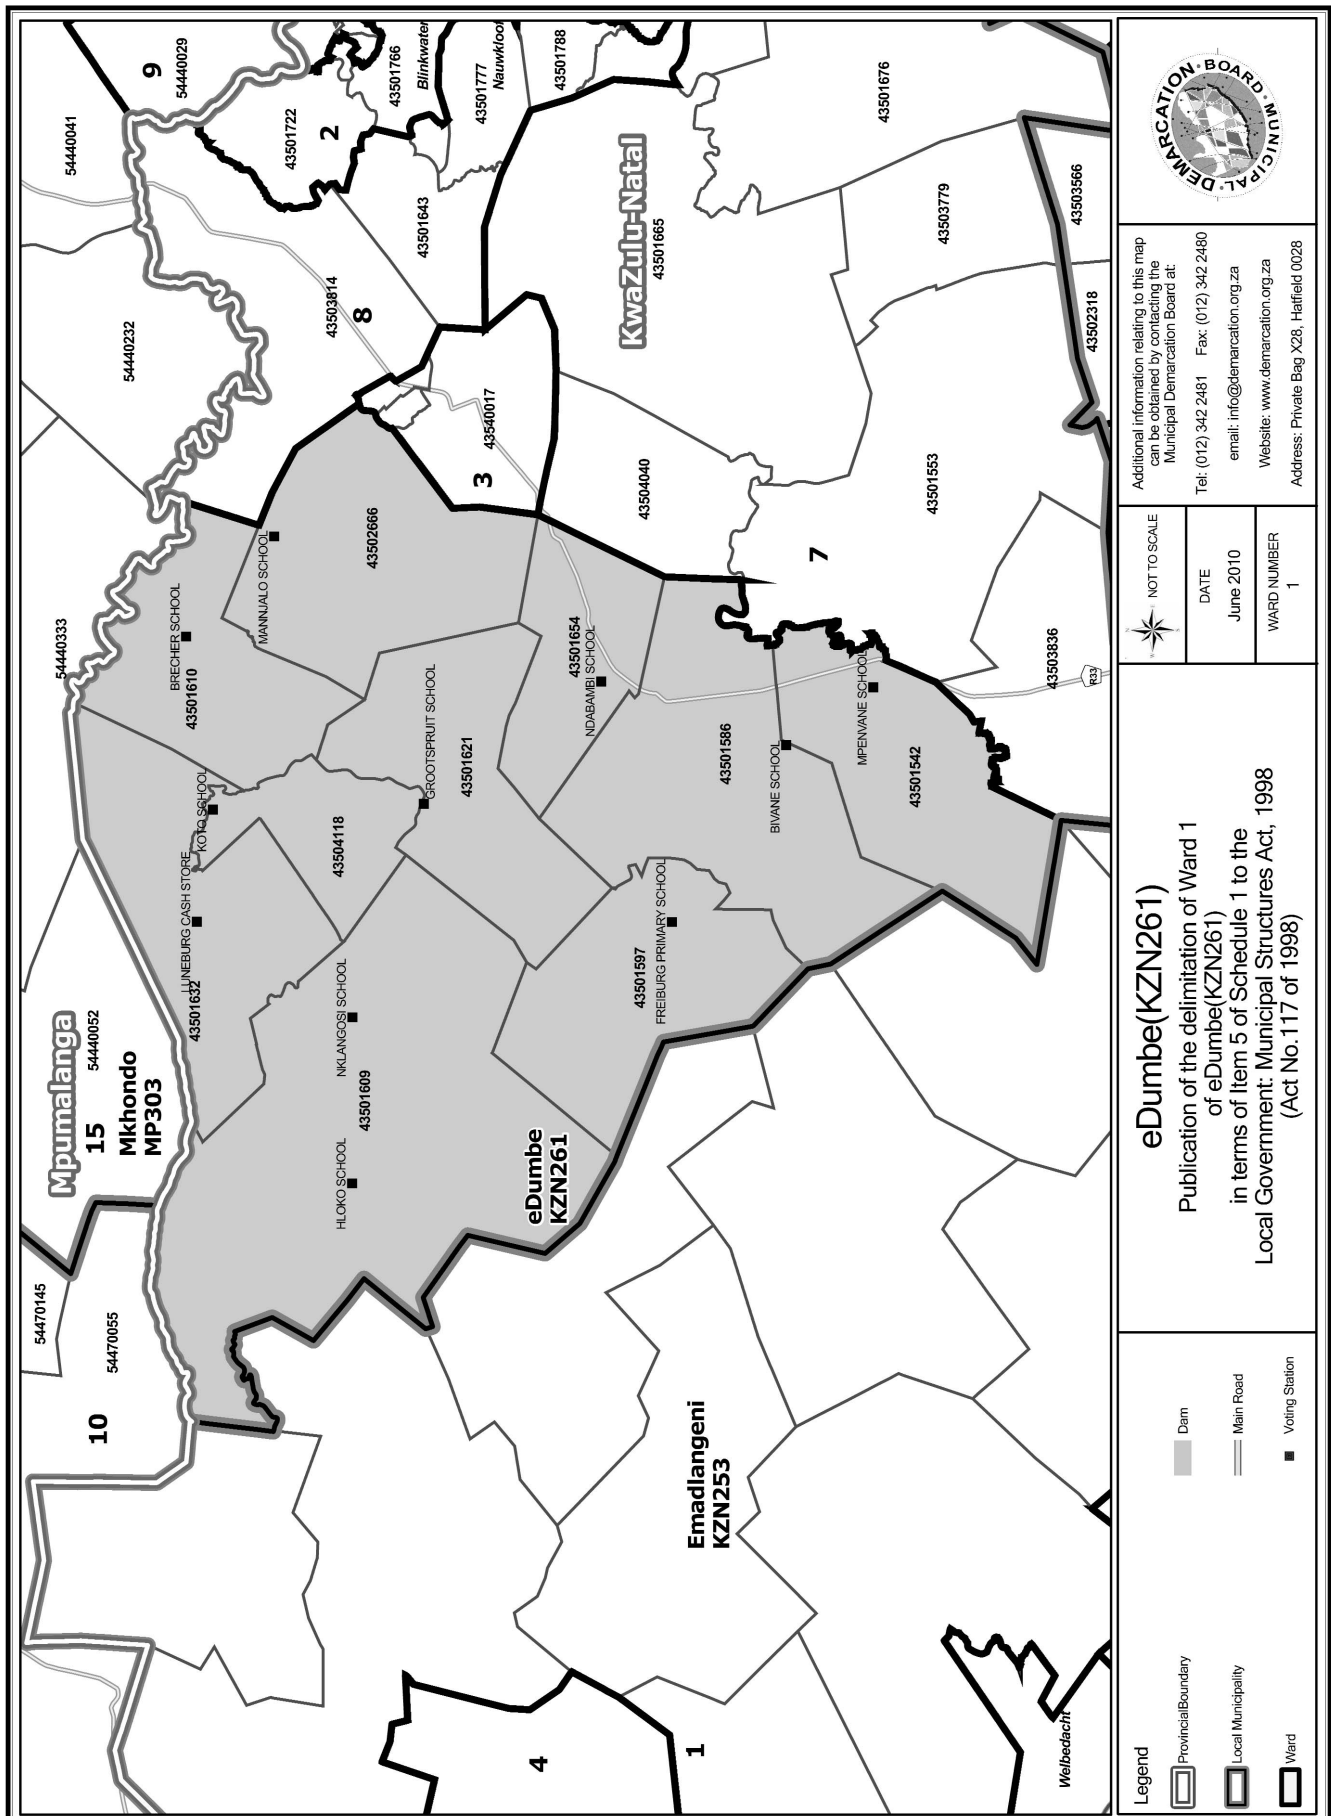 Mpumalanga
15
54440052
Mkhondo
MP303
54470145
10
54470055
54440333
54440232
54440041
9
54440029
43501722
2
43501766
Blinkwater
43501777
Nauwkloof
43501788
43501643
43503814
8
KwaZulu-Natal
43501665
43501676
43503779
43503566
43502318
43540017
3
43504040
43501553
7
43503836
R33
BRECHER SCHOOL
43501610
MANNJALO SCHOOL
43502666
KOTO SCHOOL
LUNEBURG CASH STORE
43501632
43504118
GROOTSPRUIT SCHOOL
43501621
43501654
NDABAMBI SCHOOL
43501586
BIVANE SCHOOL
MPENVANE SCHOOL
43501542
NKLANGOSI SCHOOL
43501609
HLOKO SCHOOL
43501597
FREIBURG PRIMARY SCHOOL
eDumbe
KZN261
Emadlangeni
KZN253
4
1
Welbedacht
Legend
ProvincialBoundary
Local Municipality
Ward
Dam
Main Road
Voting Station
eDumbe(KZN261)
Publication of the delimitation of Ward 1
of eDumbe(KZN261)
in terms of Item 5 of Schedule 1 to the
Local Government: Municipal Structures Act, 1998
(Act No.117 of 1998)
NOT TO SCALE
DATE
June 2010
WARD NUMBER
1
Additional information relating to this map
can be obtained by contacting the
Municipal Demarcation Board at:
Tel: (012) 342 2481 Fax: (012) 342 2480
email: info@demarcation.org.za
Website: www.demarcation.org.za
Address: Private Bag X28, Hatfield 0028
MUNICIPAL DEMARCATION BOARD